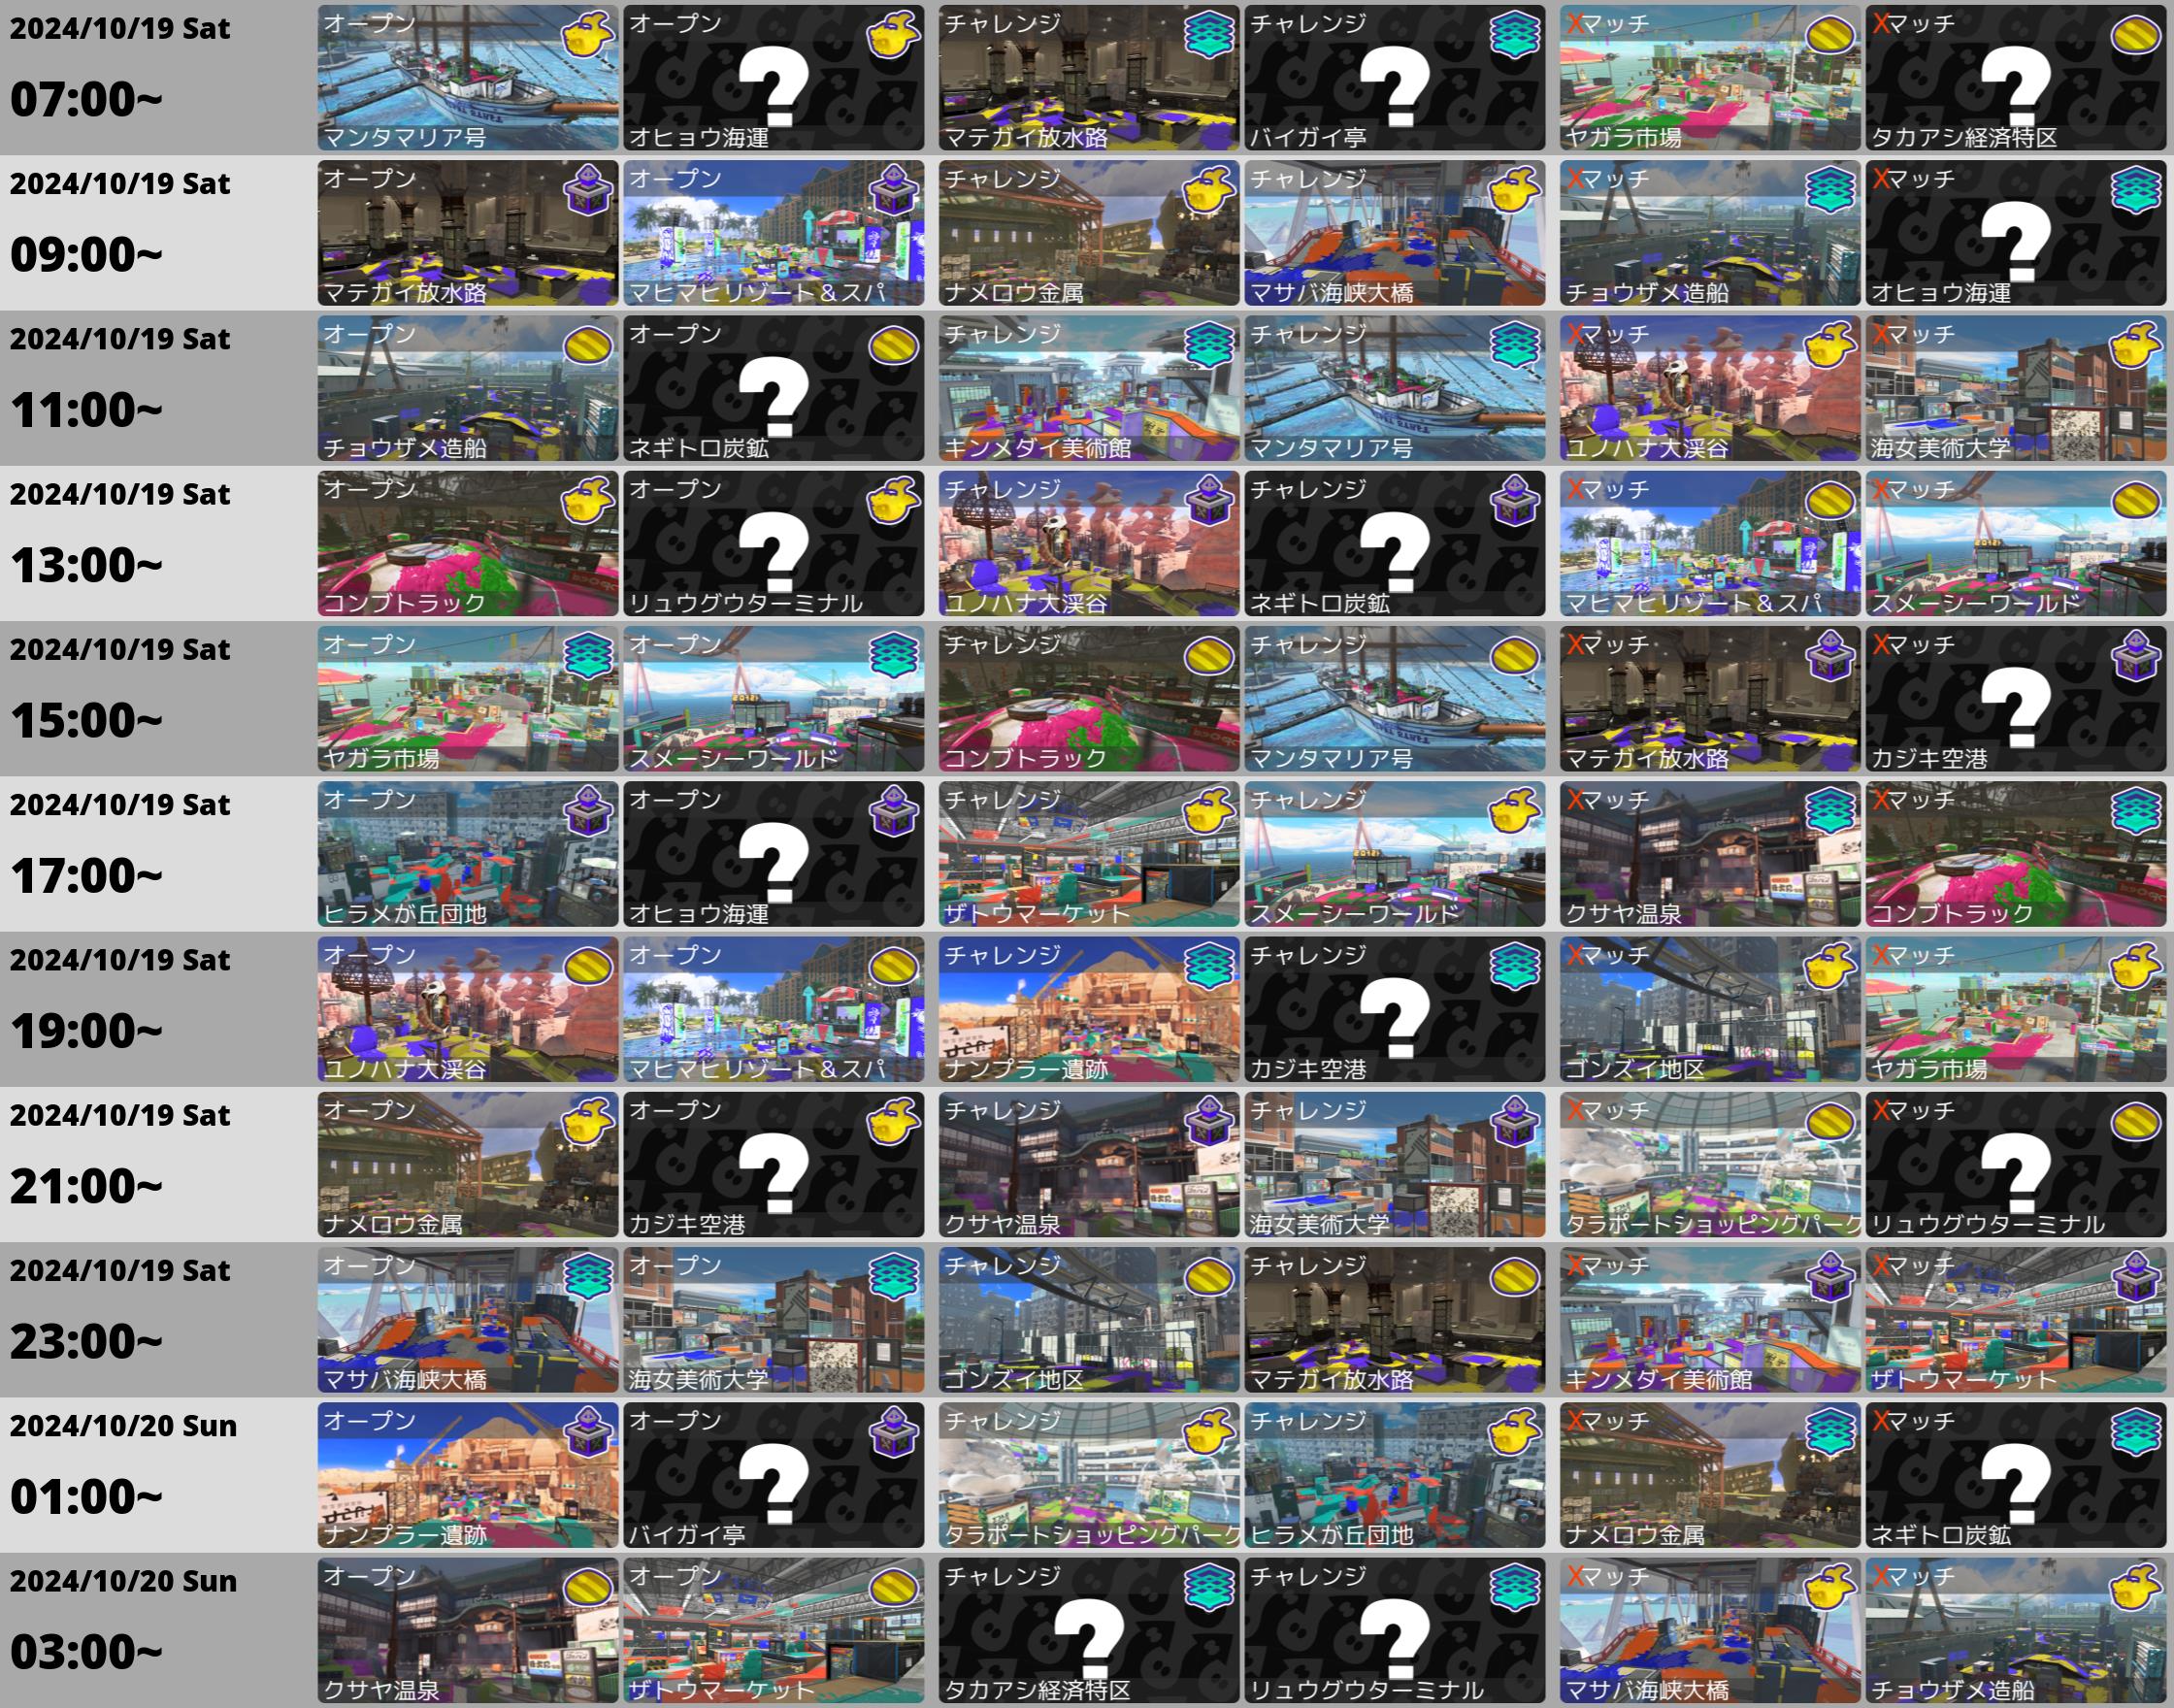 2024/10/19 Sat
07:00~
オープン
マンタマリア号
オープン
オヒョウ海運
チャレンジ
マテガイ放水路
チャレンジ
バイガイ亭
Xマッチ
ヤガラ市場
Xマッチ
タカアシ経済特区
2024/10/19 Sat
09:00~
オープン
マテガイ放水路
オープン
マヒマヒリゾート＆スパ
チャレンジ
ナメロウ金属
チャレンジ
マサバ海峡大橋
Xマッチ
チョウザメ造船
Xマッチ
オヒョウ海運
2024/10/19 Sat
11:00~
オープン
チョウザメ造船
オープン
ネギトロ炭鉱
チャレンジ
キンメダイ美術館
チャレンジ
マンタマリア号
Xマッチ
ユノハナ大渓谷
Xマッチ
海女美術大学
2024/10/19 Sat
13:00~
オープン
コンブトラック
オープン
リュウグウターミナル
チャレンジ
ユノハナ大渓谷
チャレンジ
ネギトロ炭鉱
Xマッチ
マヒマヒリゾート＆スパ
Xマッチ
スメーシーワールド
2024/10/19 Sat
15:00~
オープン
ヤガラ市場
オープン
スメーシーワールド
チャレンジ
コンブトラック
チャレンジ
マンタマリア号
Xマッチ
マテガイ放水路
Xマッチ
カジキ空港
2024/10/19 Sat
17:00~
オープン
ヒラメが丘団地
オープン
オヒョウ海運
チャレンジ
ザトウマーケット
チャレンジ
スメーシーワールド
Xマッチ
クサヤ温泉
Xマッチ
コンブトラック
2024/10/19 Sat
19:00~
オープン
ユノハナ大渓谷
オープン
マヒマヒリゾート＆スパ
チャレンジ
ナンプラー遺跡
チャレンジ
カジキ空港
Xマッチ
ゴンズイ地区
Xマッチ
ヤガラ市場
2024/10/19 Sat
21:00~
オープン
ナメロウ金属
オープン
カジキ空港
チャレンジ
クサヤ温泉
チャレンジ
海女美術大学
Xマッチ
タラポートショッピングパーク
Xマッチ
リュウグウターミナル
2024/10/19 Sat
23:00~
オープン
マサバ海峡大橋
オープン
海女美術大学
チャレンジ
ゴンズイ地区
チャレンジ
マテガイ放水路
Xマッチ
キンメダイ美術館
Xマッチ
ザトウマーケット
2024/10/20 Sun
01:00~
オープン
ナンプラー遺跡
オープン
バイガイ亭
チャレンジ
タラポートショッピングパーク
チャレンジ
ヒラメが丘団地
Xマッチ
ナメロウ金属
Xマッチ
ネギトロ炭鉱
2024/10/20 Sun
03:00~
オープン
クサヤ温泉
オープン
ザトウマーケット
チャレンジ
タカアシ経済特区
チャレンジ
リュウグウターミナル
Xマッチ
マサバ海峡大橋
Xマッチ
チョウザメ造船